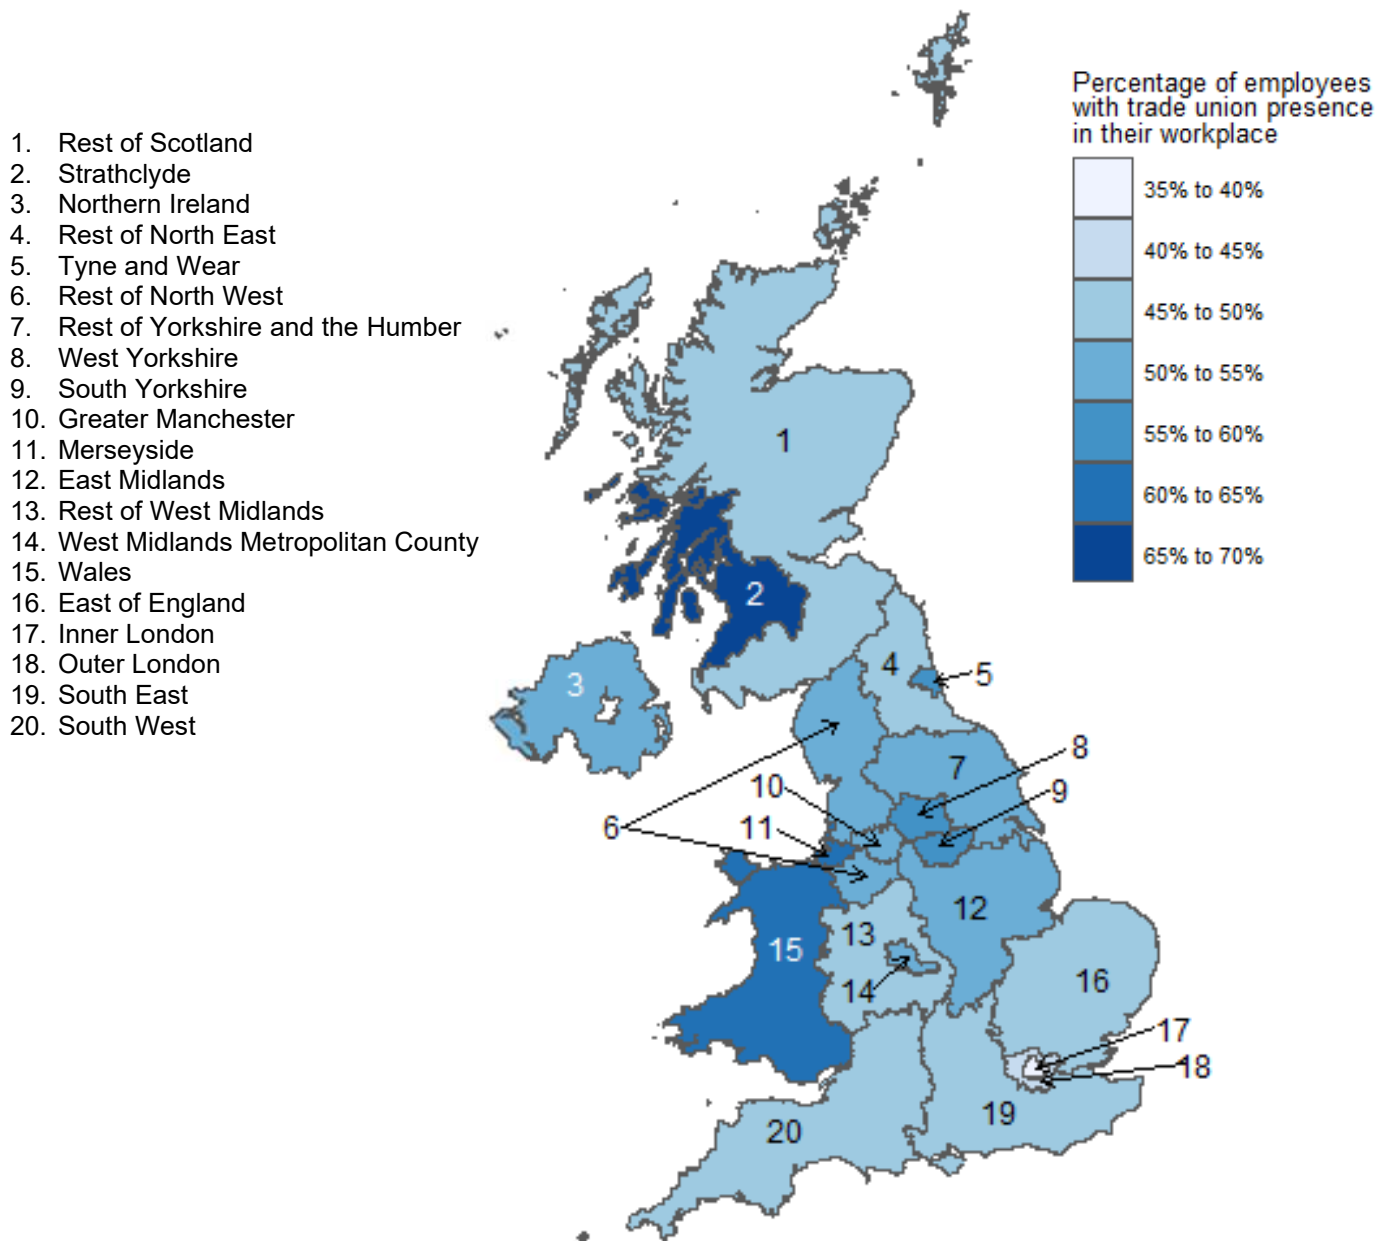 1. Rest of Scotland
2. Strathclyde
3. Northern Ireland
4. Rest of North East
5. Tyne and Wear
6. Rest of North West
7. Rest of Yorkshire and the Humber
8. West Yorkshire
9. South Yorkshire
10. Greater Manchester
11. Merseyside
12. East Midlands
13. Rest of West Midlands
14. West Midlands Metropolitan County
15. Wales
16. East of England
17. Inner London
18. Outer London
19. South East
20. South West
Percentage of employees
with trade union presence
in their workplace
35% to 40%
40% to 45%
45% to 50%
50% to 55%
55% to 60%
60% to 65%
65% to 70%
1
2
3
4
5
6
7
8
9
10
11
12
13
14
15
16
17
18
19
20